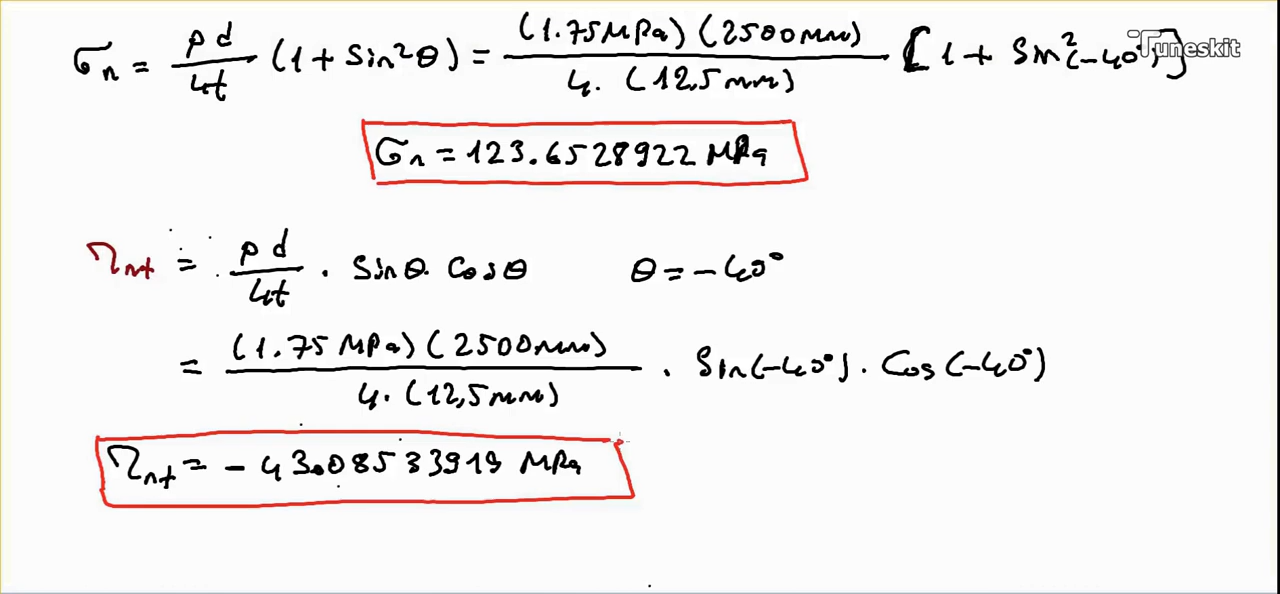 σn = pd/4t (1 + Sin²θ) = (1.75MPa)(2500mm)/4.(12,5mm) [1 + Sin²(-40°)]
Tuneskit
σn = 123.6528922 MPa
τnt = pd/4t . Sinθ. Cosθ θ = -40°
= (1.75 MPa)(2500mm)/4.(12,5mm) . Sin(-40°). Cos(-40°)
τnt = -43.08533919 MPa